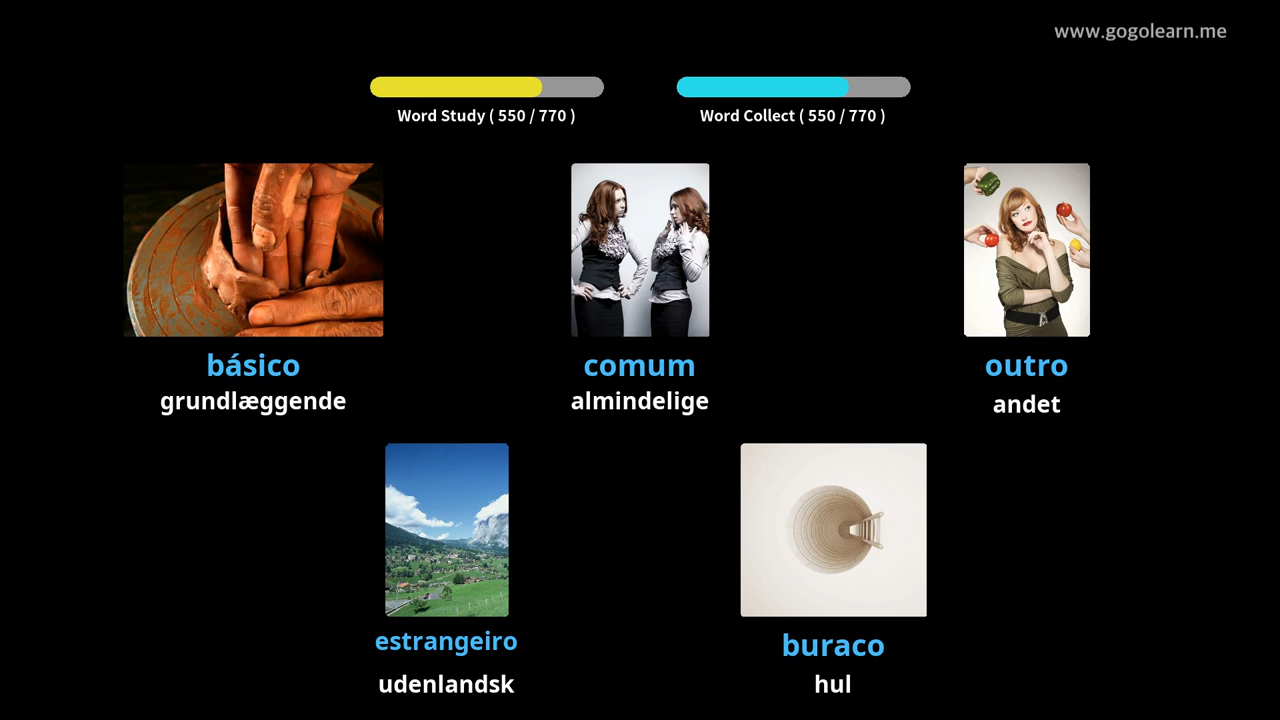 www.gogolearn.me
Word Study ( 550 / 770 )
Word Collect ( 550 / 770 )
básico
grundlæggende
comum
almindelige
outro
andet
estrangeiro
udenlandsk
buraco
hul